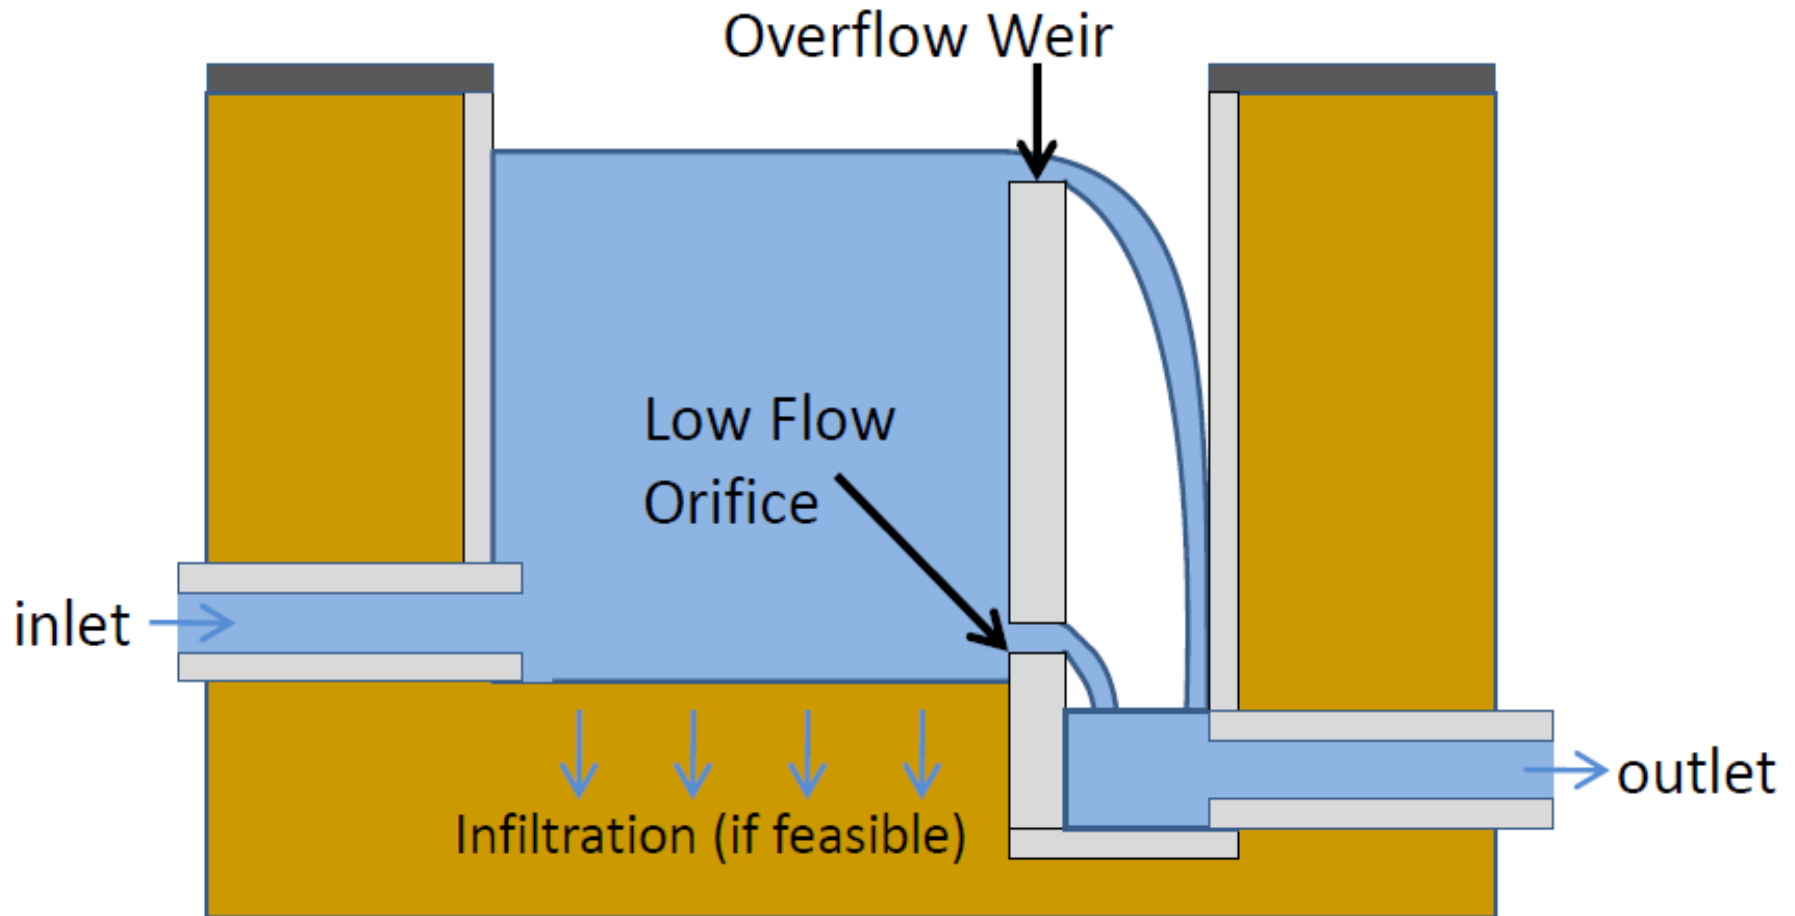 Overflow Weir
Low Flow
Orifice
inlet
outlet
Infiltration (if feasible)